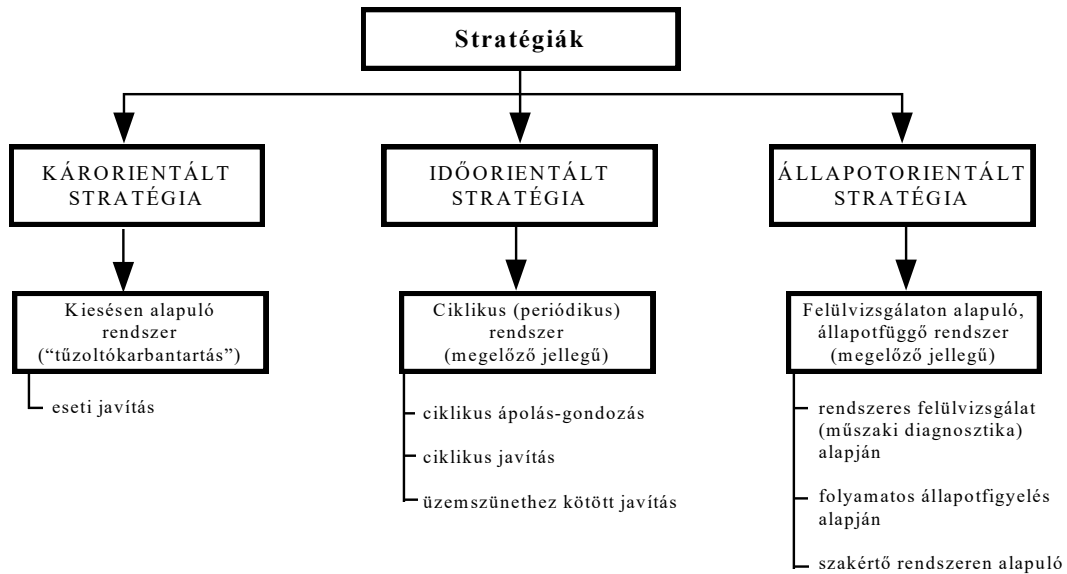 Stratégiák
KÁRORIENTÁLT
STRATÉGIA
IDŐORIENTÁLT
STRATÉGIA
ÁLLAPOTORIENTÁLT
STRATÉGIA
Kiesésen alapuló
rendszer
(“tűzoltókarbantartás”)
eseti javítás
Ciklikus (periódikus)
rendszer
(megelőző jellegű)
ciklikus ápolás-gondozás
ciklikus javítás
üzemszünethez kötött javítás
Felülvizsgálaton alapuló,
állapotfüggő rendszer
(megelőző jellegű)
rendszeres felülvizsgálat
(műszaki diagnosztika)
alapján
folyamatos állapotfigyelés
alapján
szakértő rendszeren alapuló